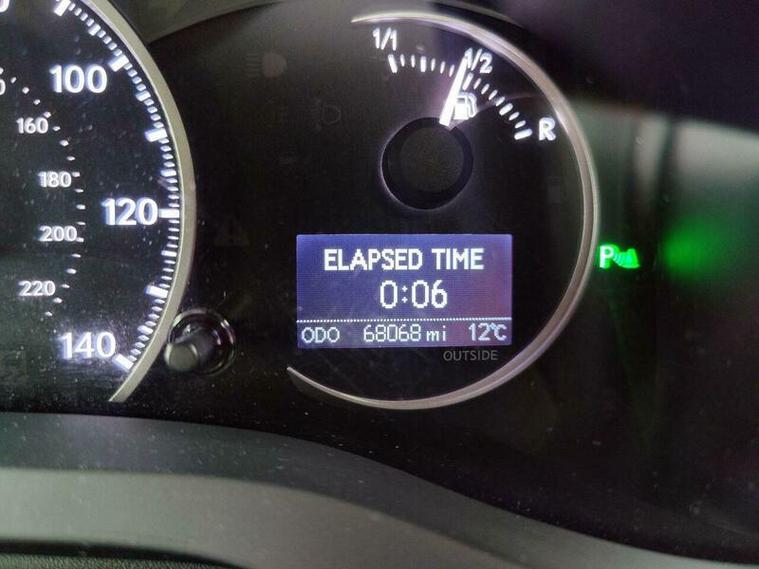 1/1
1/2
R
100
160
180
120
200
220
140
ELAPSED TIME
0:06
ODO 68068 mi 12°C
OUTSIDE
P